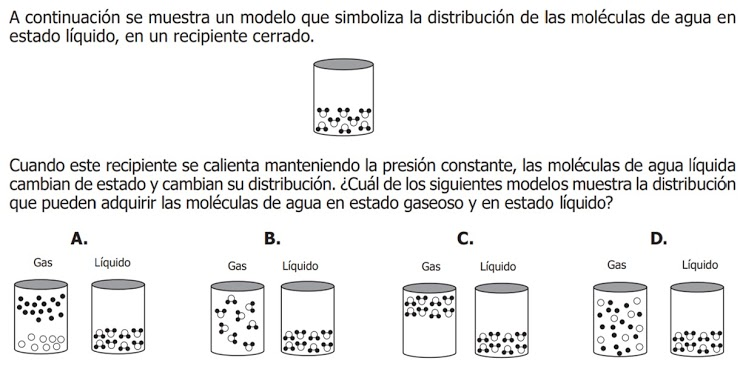 A continuación se muestra un modelo que simboliza la distribución de las moléculas de agua en
estado líquido, en un recipiente cerrado.
Cuando este recipiente se calienta manteniendo la presión constante, las moléculas de agua líquida
cambian de estado y cambian su distribución. ¿Cuál de los siguientes modelos muestra la distribución
que pueden adquirir las moléculas de agua en estado gaseoso y en estado líquido?
A. B. C. D.
Gas Líquido Gas Líquido Gas Líquido Gas Líquido